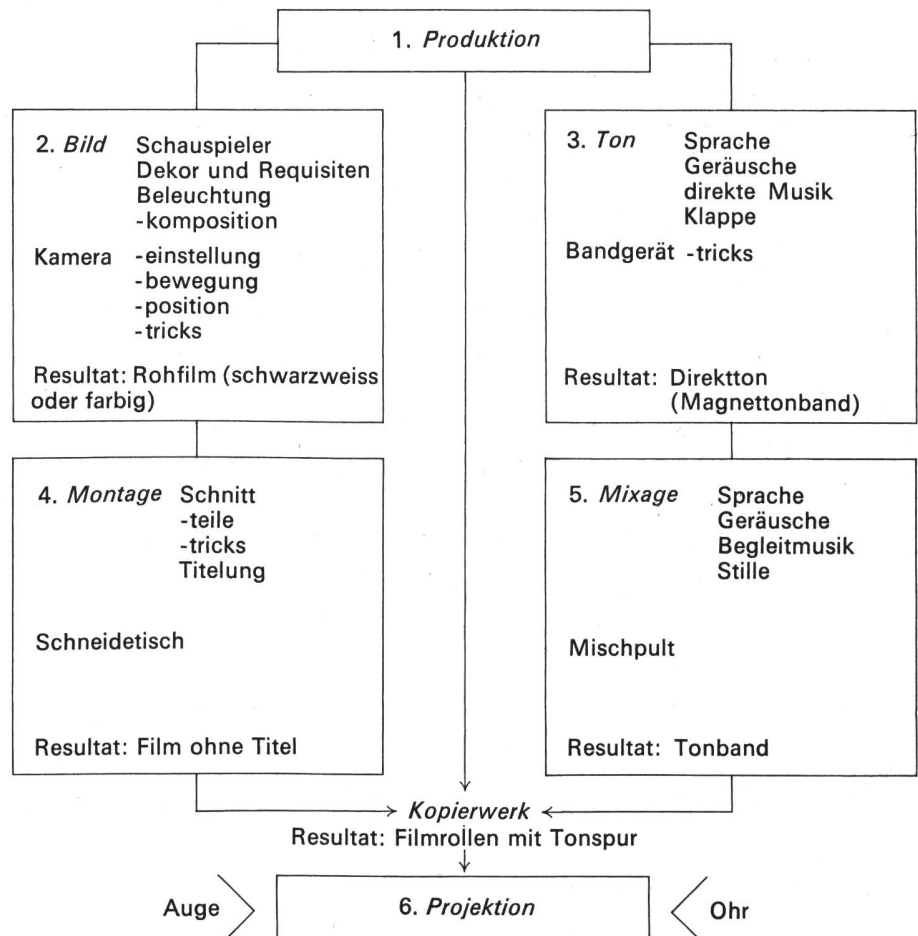 1. Produktion
2. Bild Schauspieler
Dekor und Requisiten
Beleuchtung
-komposition
Kamera -einstellung
-bewegung
-position
-tricks
Resultat: Rohfilm (schwarzweiss
oder farbig)
3. Ton Sprache
Geräusche
direkte Musik
Klappe
Bandgerät -tricks
Resultat: Direktton
(Magnettonband)
4. Montage Schnitt
-teile
-tricks
Titelung
Schneidetisch
Resultat: Film ohne Titel
5. Mixage Sprache
Geräusche
Begleitmusik
Stille
Mischpult
Resultat: Tonband
Kopierwerk
Resultat: Filmrollen mit Tonspur
Auge 6. Projektion Ohr